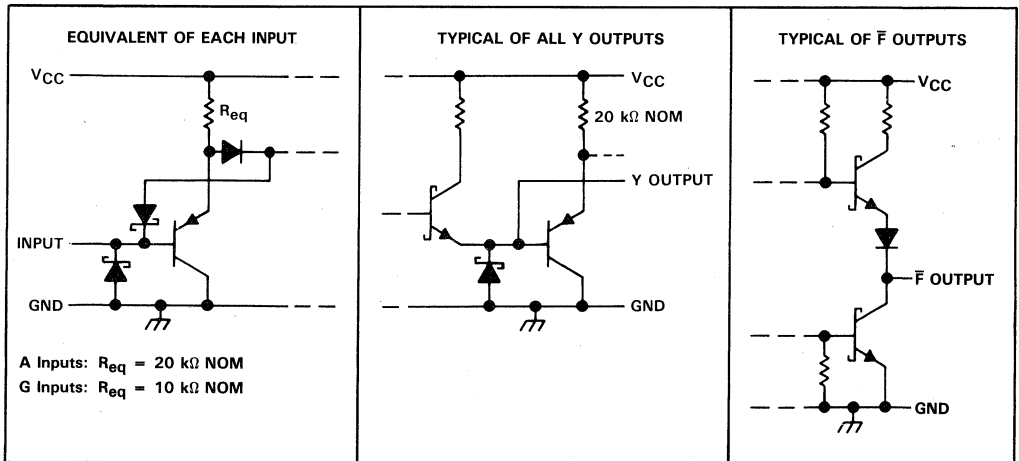 EQUIVALENT OF EACH INPUT
VCC
Req
INPUT
GND
A Inputs: Req = 20 kΩ NOM
G Inputs: Req = 10 kΩ NOM
TYPICAL OF ALL Y OUTPUTS
VCC
20 kΩ NOM
Y OUTPUT
GND
TYPICAL OF F̅ OUTPUTS
VCC
F̅ OUTPUT
GND